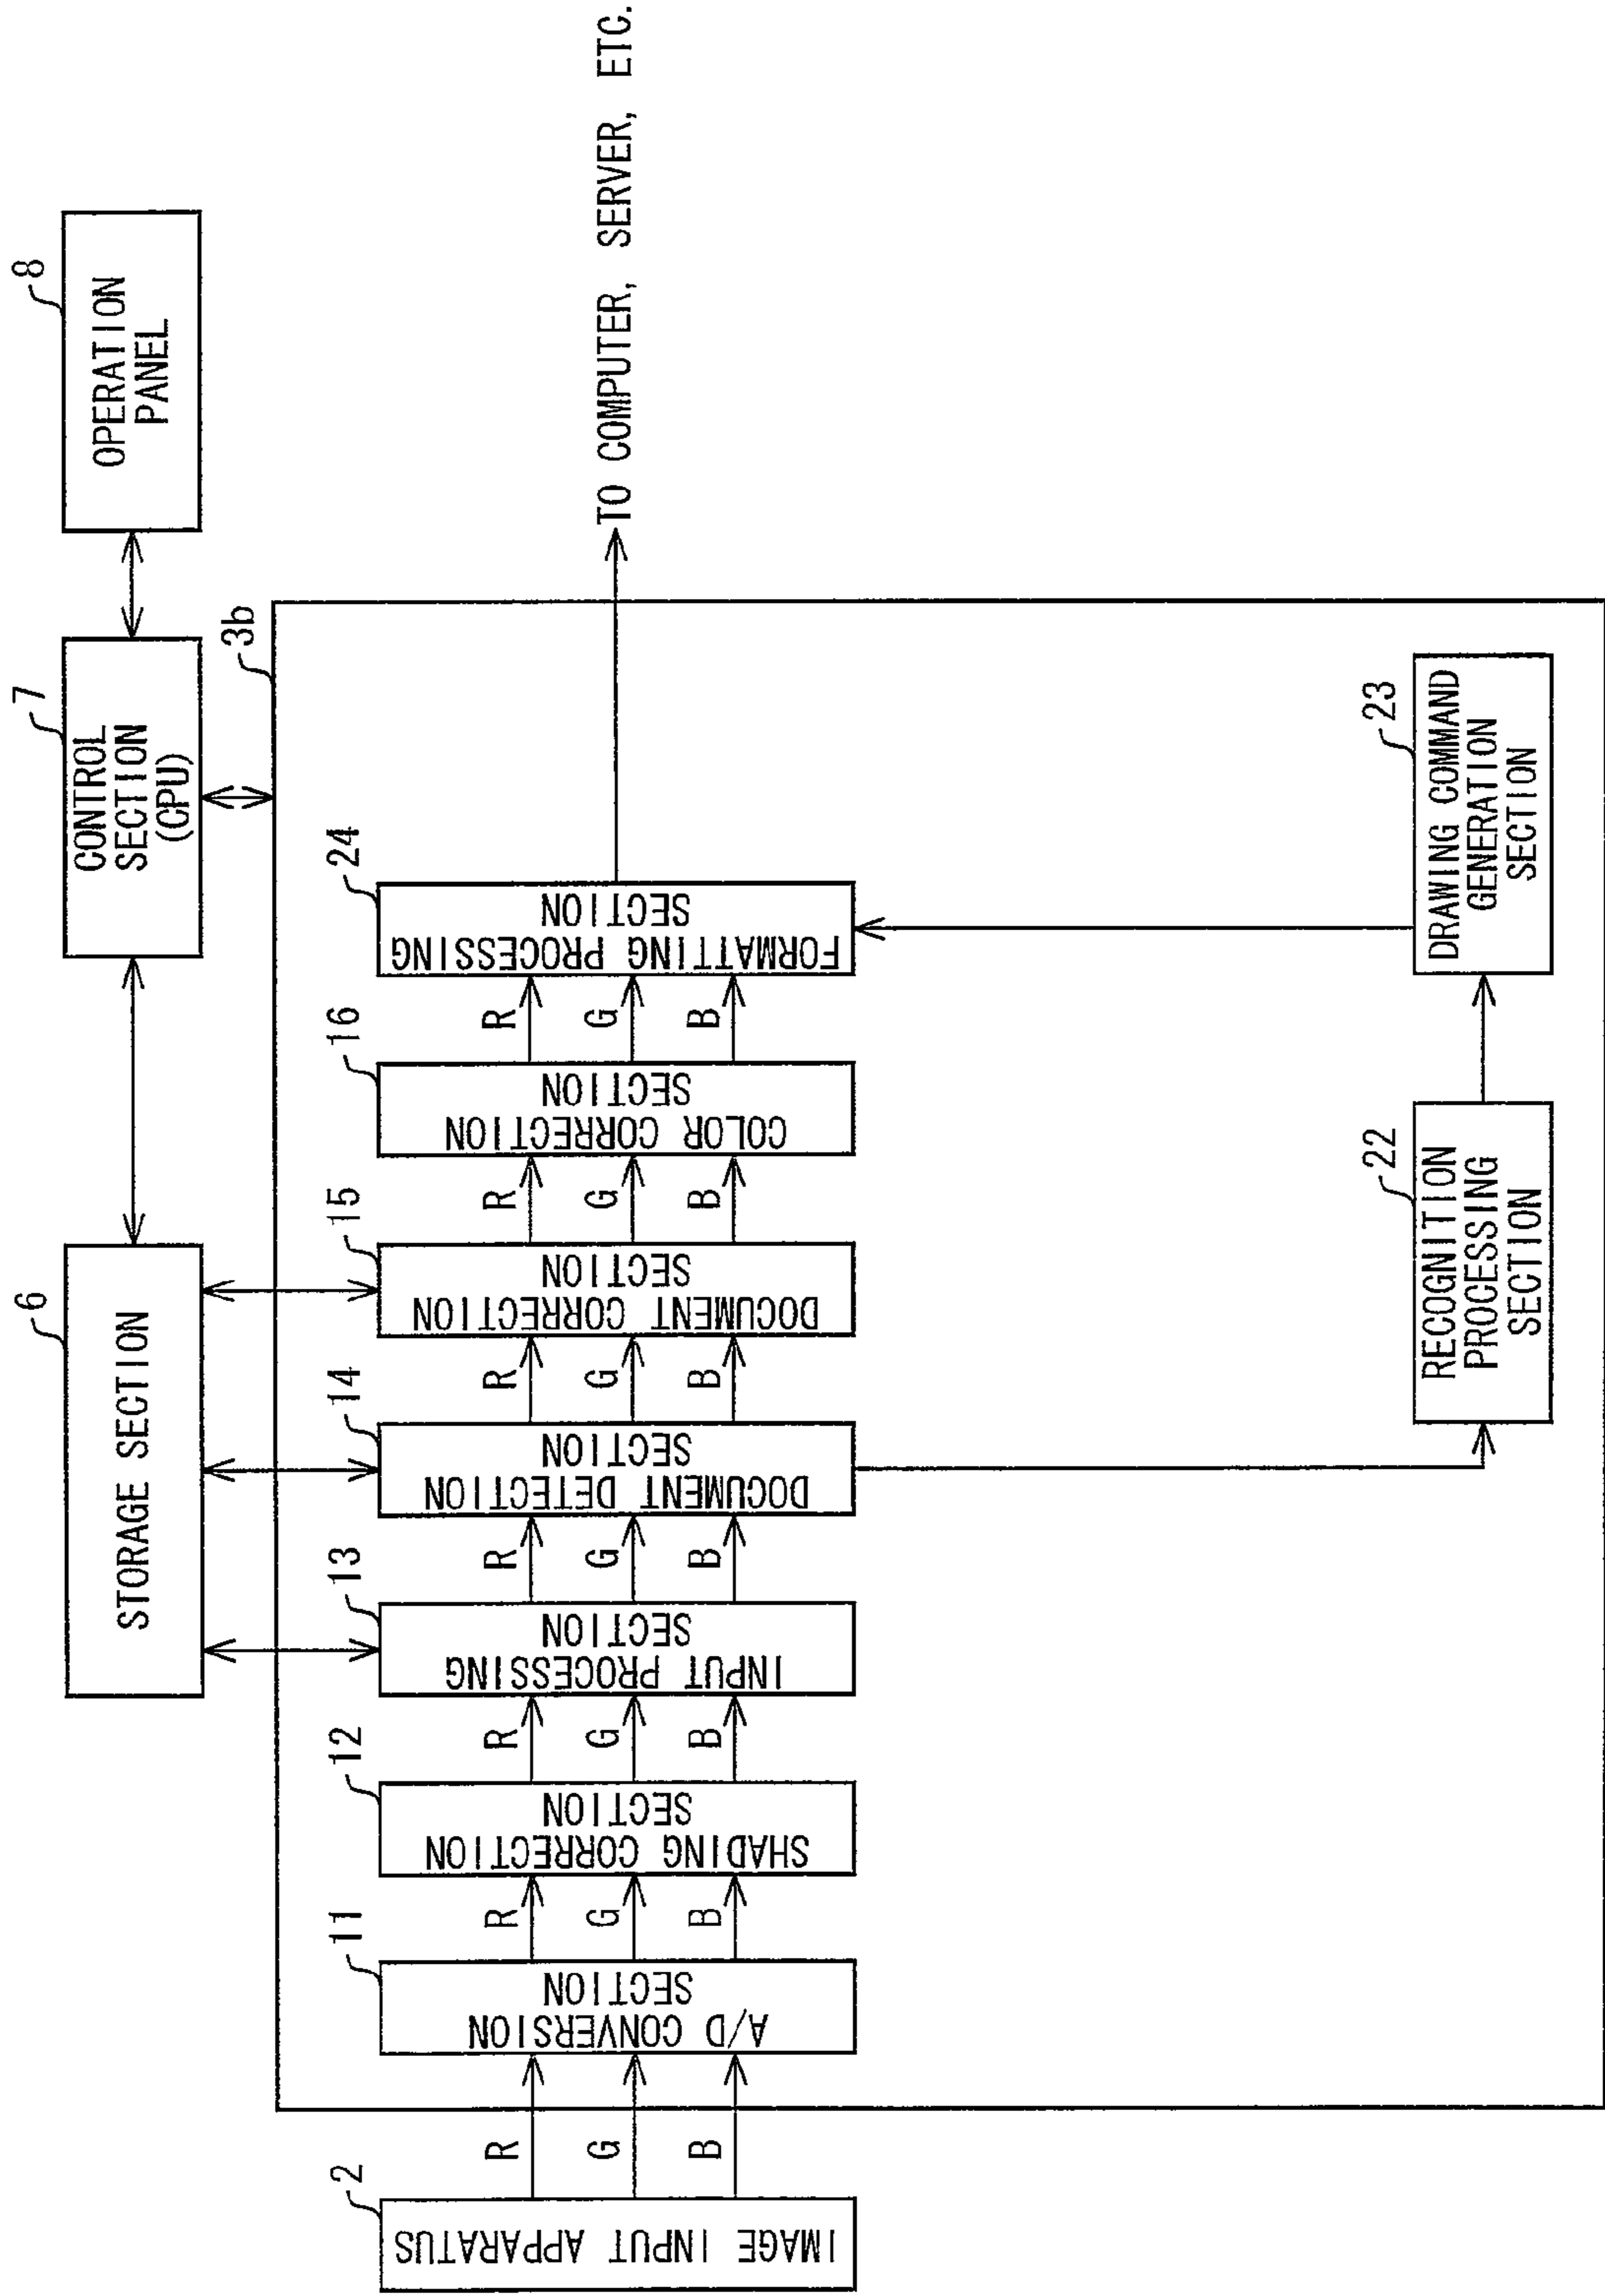 6
STORAGE SECTION
7
CONTROL
SECTION
(CPU)
8
OPERATION
PANEL
3b
2
IMAGE INPUT APPARATUS
R
G
B
11
A/D CONVERSION
SECTION
R
G
B
12
SHADING CORRECTION
SECTION
R
G
B
13
INPUT PROCESSING
SECTION
R
G
B
14
DOCUMENT DETECTION
SECTION
R
G
B
15
DOCUMENT CORRECTION
SECTION
R
G
B
16
COLOR CORRECTION
SECTION
R
G
B
24
FORMATTING PROCESSING
SECTION
TO COMPUTER, SERVER, ETC.
22
RECOGNITION
PROCESSING
SECTION
23
DRAWING COMMAND
GENERATION
SECTION